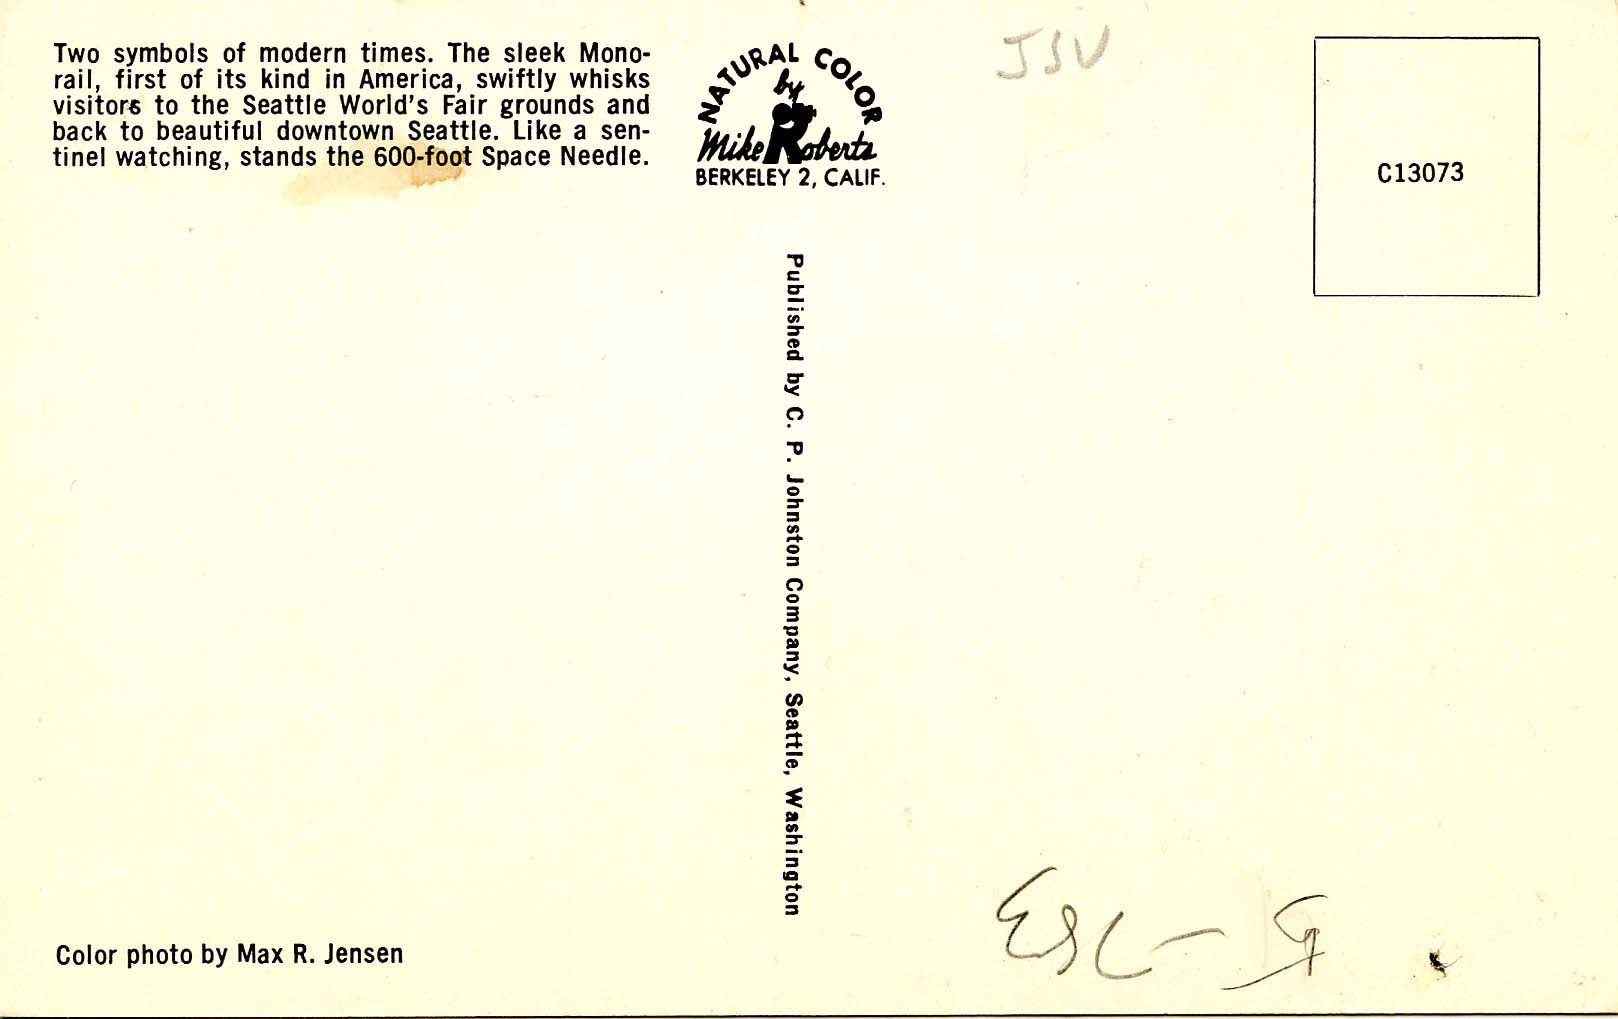 Two symbols of modern times. The sleek Mono-
rail, first of its kind in America, swiftly whisks
visitors to the Seattle World's Fair grounds and
back to beautiful downtown Seattle. Like a sen-
tinel watching, stands the 600-foot Space Needle.
NATURAL COLOR
by
Mike Roberts
BERKELEY 2, CALIF.
JSV
C13073
Published by C. P. Johnston Company, Seattle, Washington
Color photo by Max R. Jensen